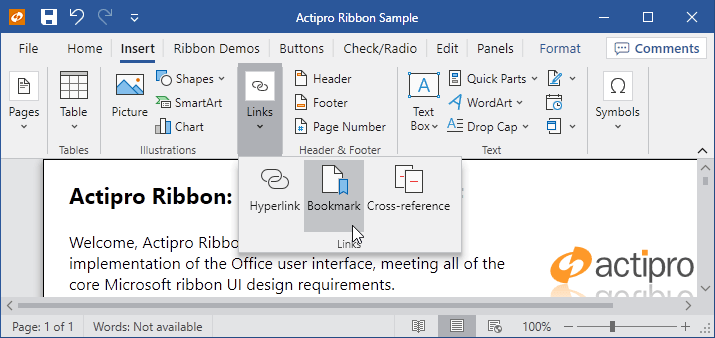 Actipro Ribbon Sample
File Home Insert Ribbon Demos Buttons Check/Radio Edit Panels Format Comments
Pages Table Picture Shapes SmartArt Chart Links Header Footer Page Number Text Box Quick Parts WordArt Drop Cap Symbols
Tables Illustrations Header & Footer Text
Hyperlink Bookmark Cross-reference
Links
Actipro Ribbon:
Welcome, Actipro Ribbo
implementation of the Office user interface, meeting all of the
core Microsoft ribbon UI design requirements.
actipro
Page: 1 of 1 Words: Not available 100%